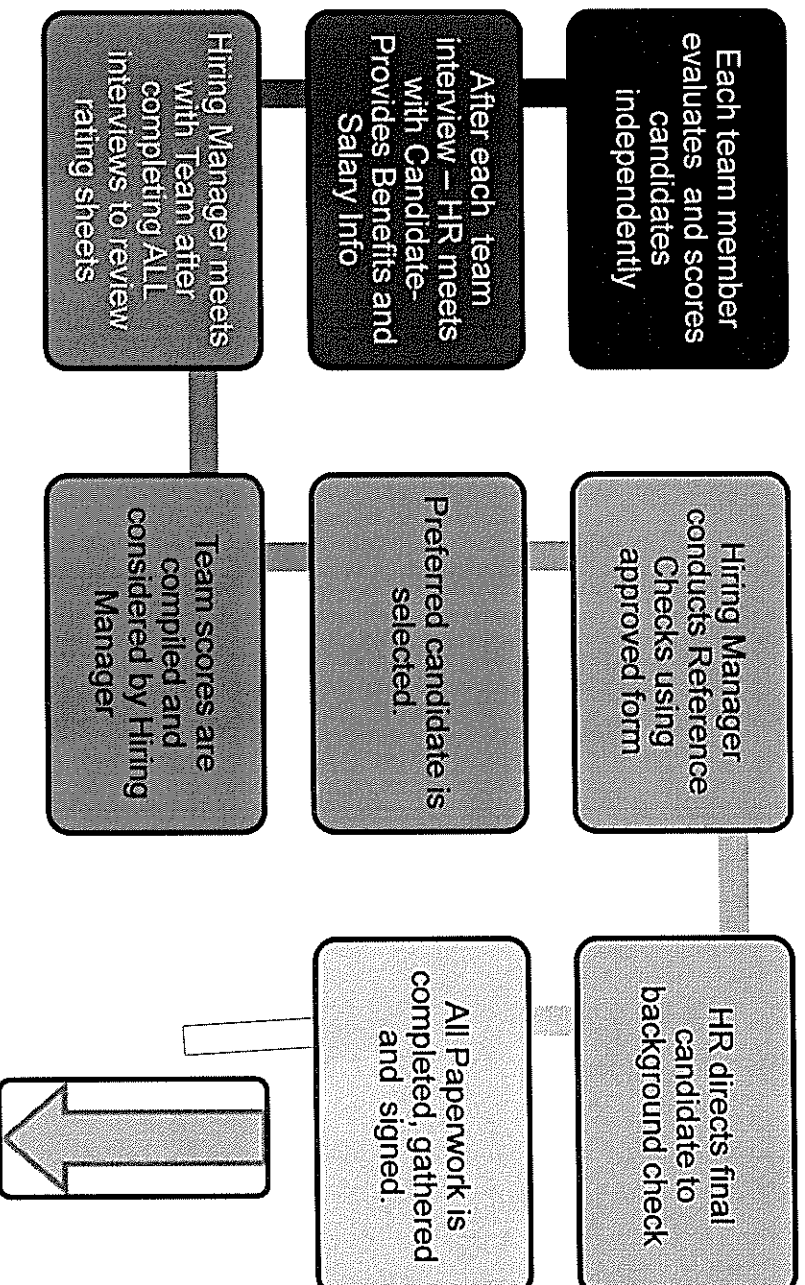 Each team member
evaluates and scores
candidates
independently
After each team
interview – HR meets
with Candidate-
Provides Benefits and
Salary Info
Hiring Manager meets
with Team after
completing ALL
interviews to review
rating sheets
Team scores are
compiled and
considered by Hiring
Manager
Preferred candidate is
selected.
Hiring Manager
conducts Reference
Checks using
approved form
HR directs final
candidate to
background check
All Paperwork is
completed, gathered
and signed.